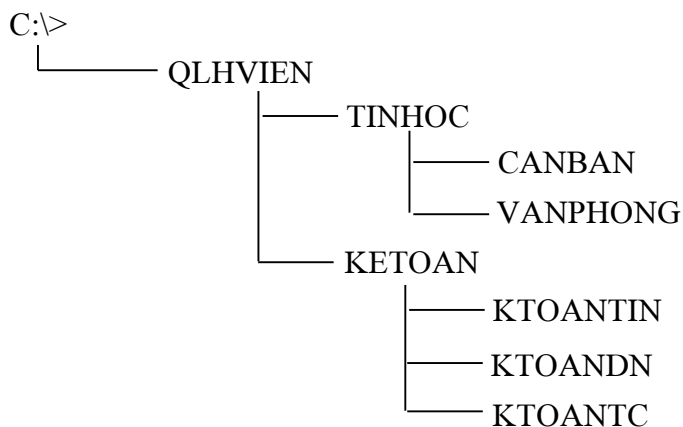 C:\>
QLHVIEN
TINHOC
CANBAN
VANPHONG
KETOAN
KTOANTIN
KTOANDN
KTOANTC